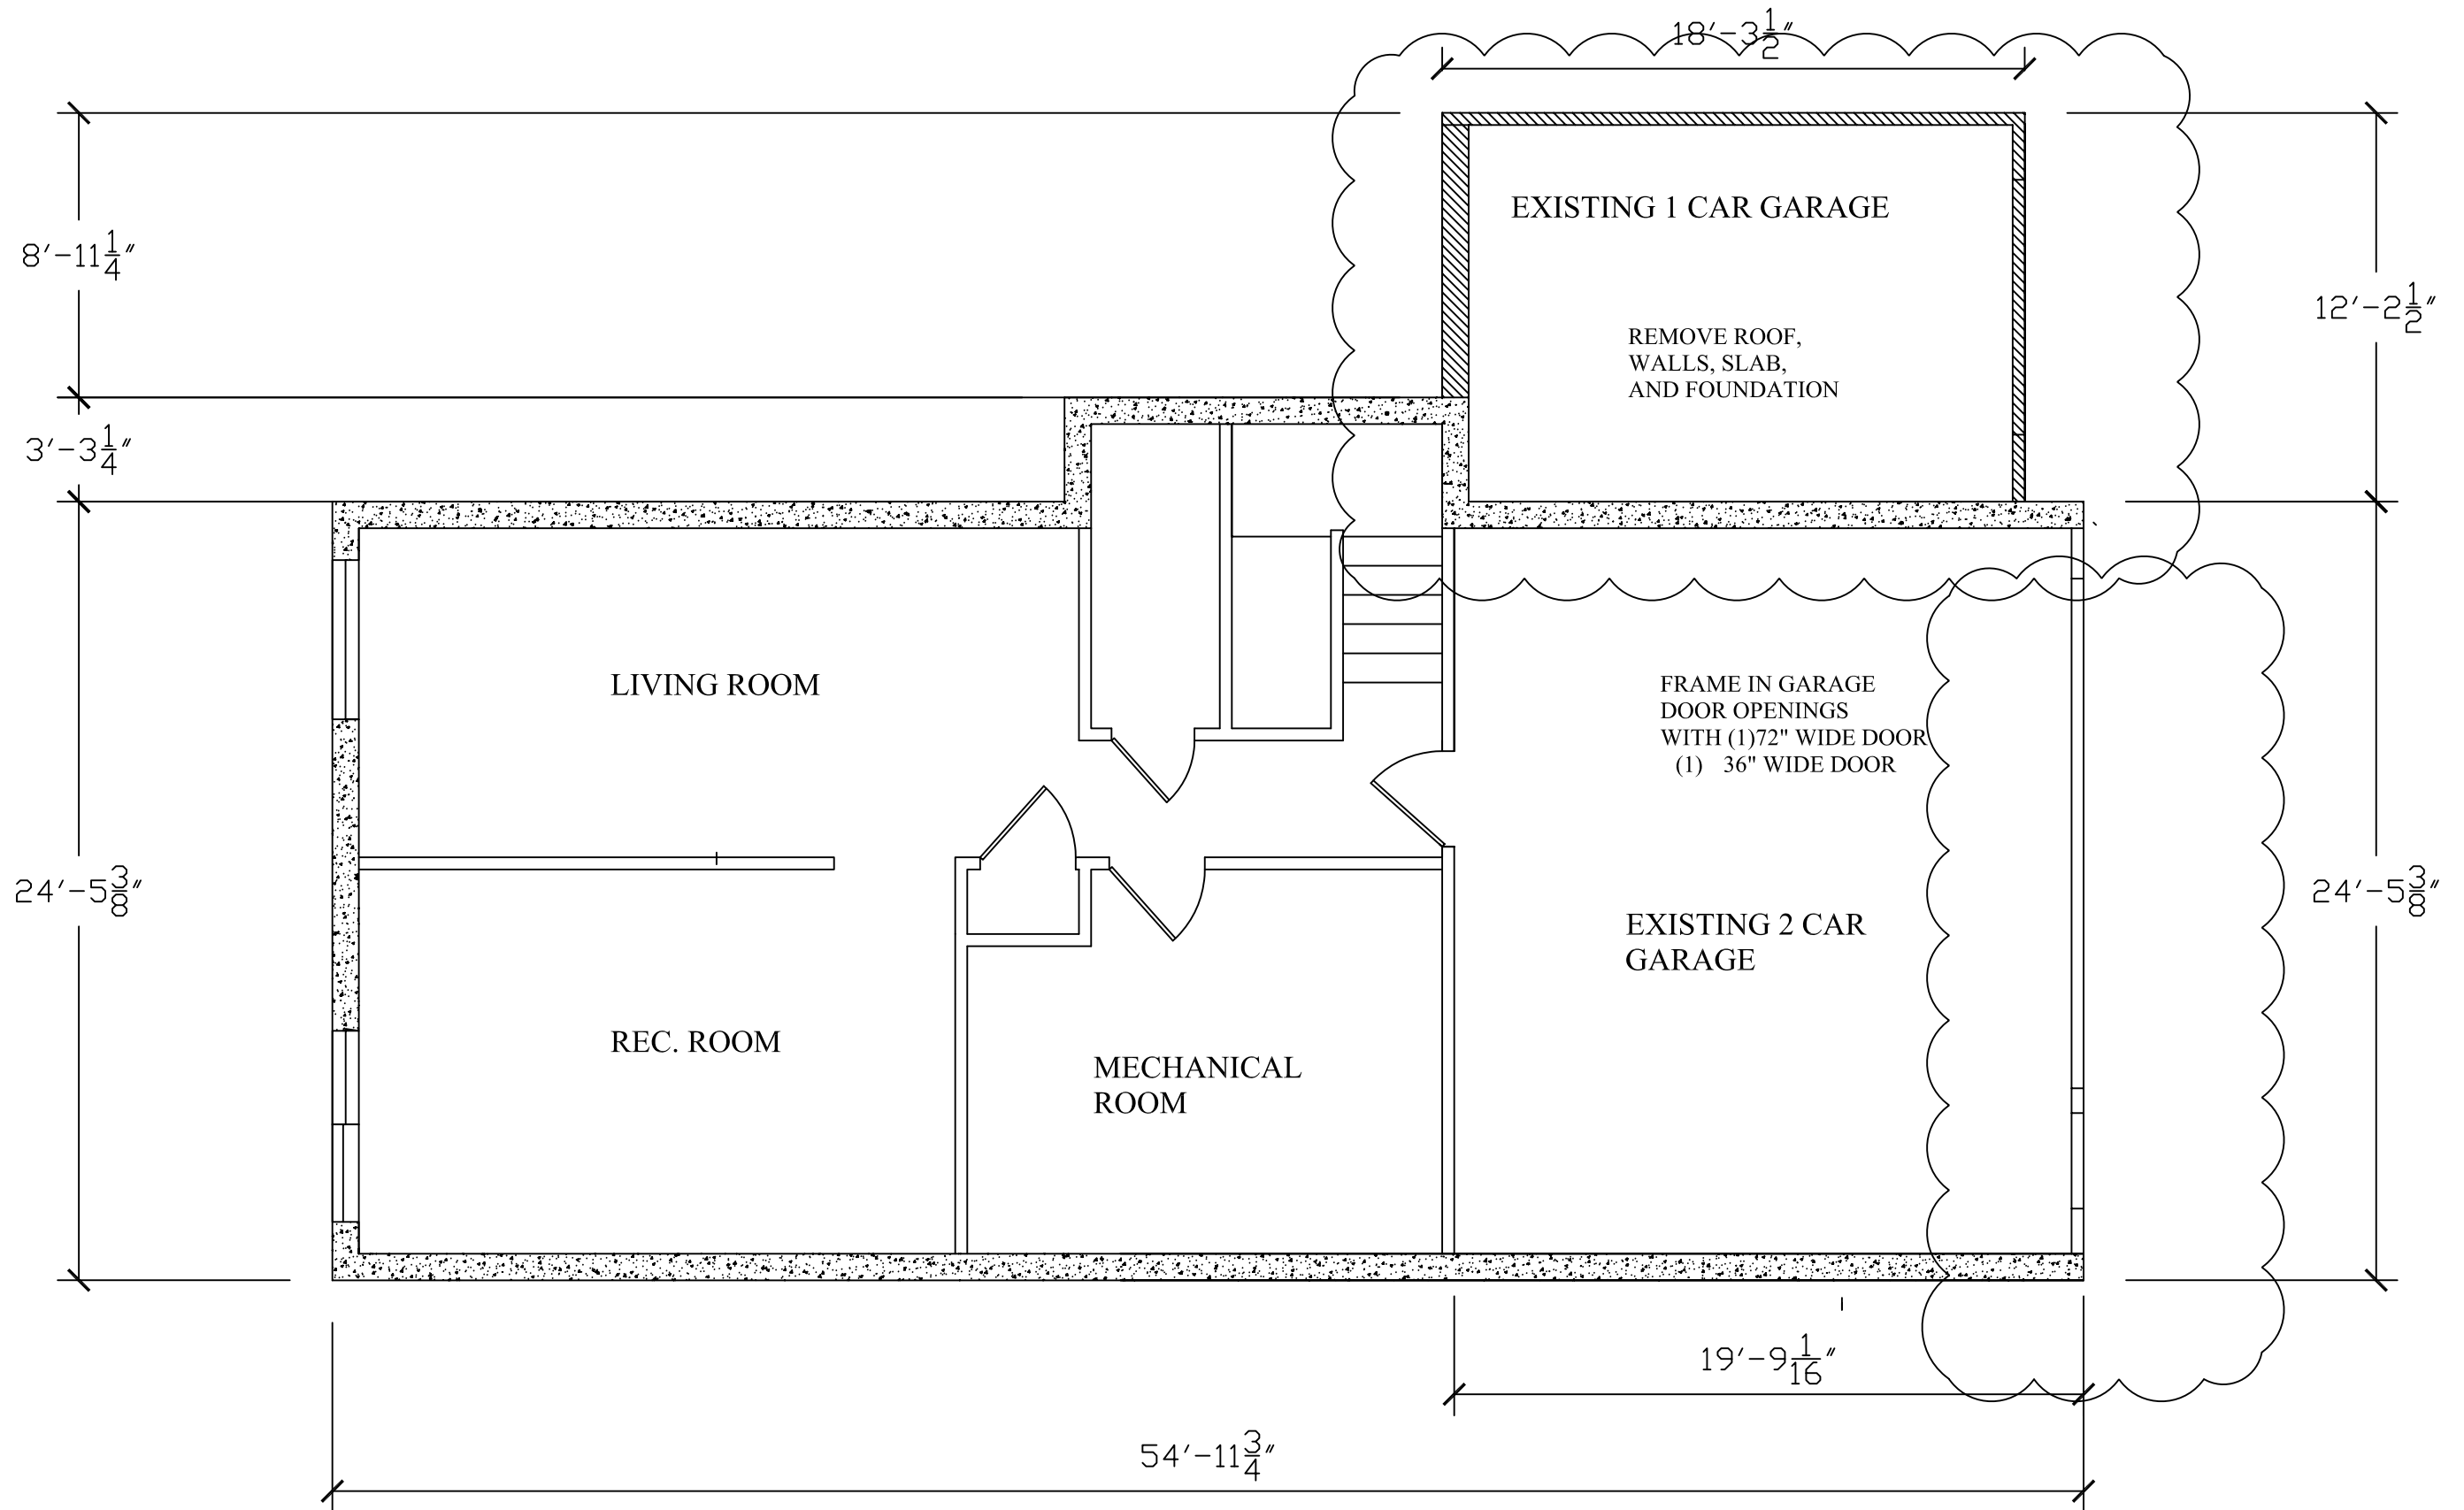 18'-3 1/2"
EXISTING 1 CAR GARAGE
8'-11 1/4"
12'-2 1/2"
REMOVE ROOF,
WALLS, SLAB,
AND FOUNDATION
3'-3 1/4"
LIVING ROOM
FRAME IN GARAGE
DOOR OPENINGS
WITH (1)72" WIDE DOOR
(1) 36" WIDE DOOR
24'-5 3/8"
24'-5 3/8"
EXISTING 2 CAR
GARAGE
REC. ROOM
MECHANICAL
ROOM
19'-9 1/16"
54'-11 3/4"